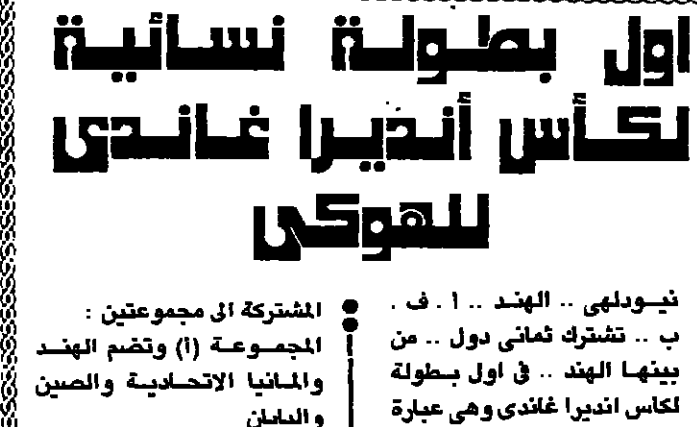 اول بطولة نسائية
لكأس أنديرا غاندى
للهوكى
نيودلهى .. الهند .. ا . ف .
ب .. تشترك ثمانى دول .. من
بينها الهند .. فى اول بطولة
لكاس انديرا غاندى وهى عبارة
المشتركة الى مجموعتين :
المجموعة (أ) وتضم الهند
والمانيا الاتحادية والصين
واليابان